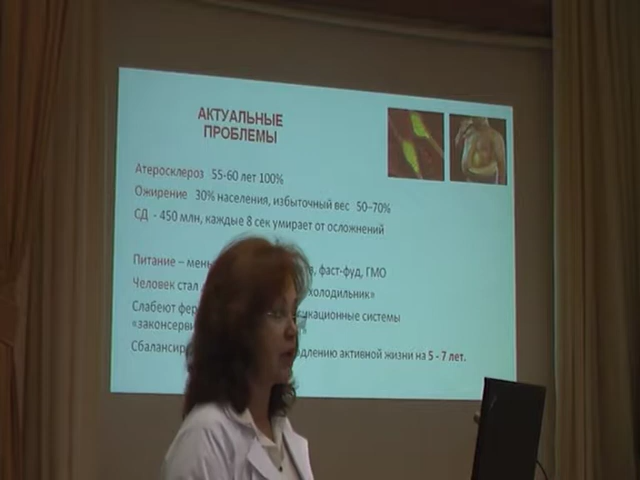 АКТУАЛЬНЫЕ
ПРОБЛЕМЫ
Атеросклероз 55-60 лет 100%
Ожирение 30% населения, избыточный вес 50–70%
СД - 450 млн, каждые 8 сек умирает от осложнений
Питание – фаст-фуд, ГМО
Человек стал холодильник»
Слабеют системы
Сбалансир активной жизни на 5 - 7 лет.